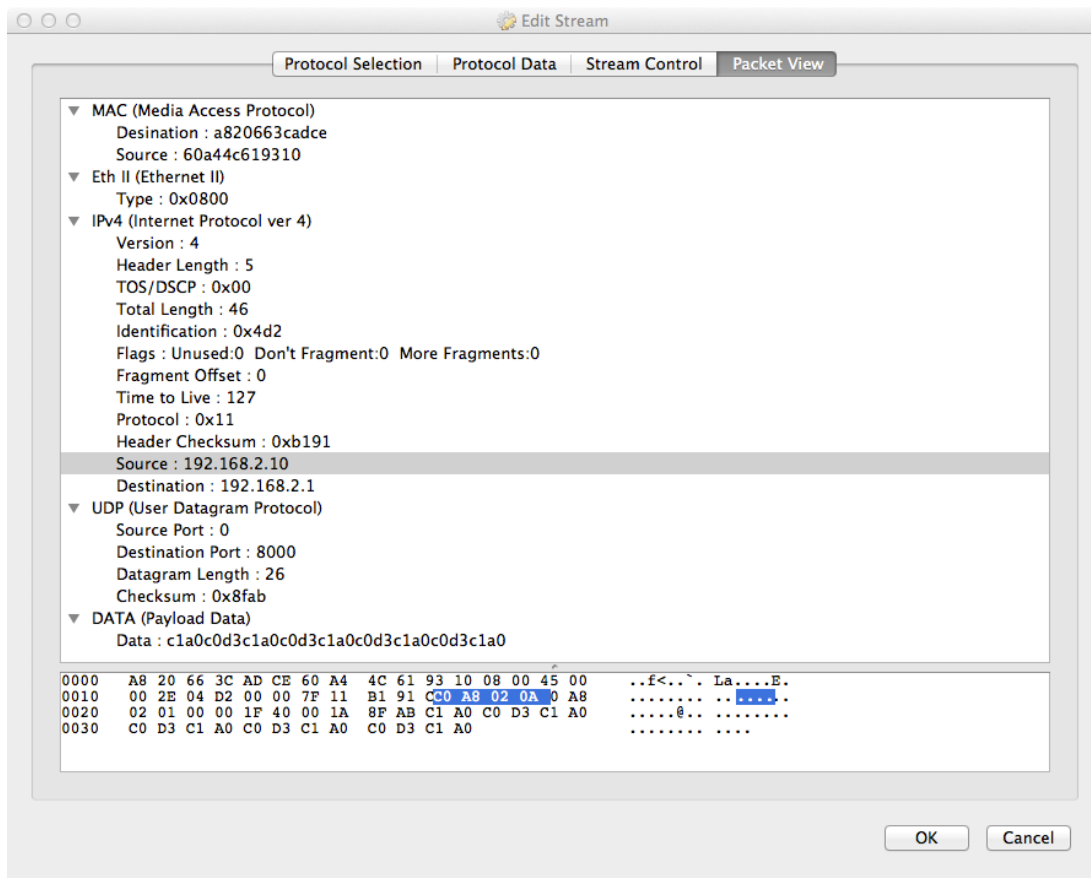 Edit Stream
Protocol Selection Protocol Data Stream Control Packet View
MAC (Media Access Protocol)
Desination : a820663cadce
Source : 60a44c619310
Eth II (Ethernet II)
Type : 0x0800
IPv4 (Internet Protocol ver 4)
Version : 4
Header Length : 5
TOS/DSCP : 0x00
Total Length : 46
Identification : 0x4d2
Flags : Unused:0 Don't Fragment:0 More Fragments:0
Fragment Offset : 0
Time to Live : 127
Protocol : 0x11
Header Checksum : 0xb191
Source : 192.168.2.10
Destination : 192.168.2.1
UDP (User Datagram Protocol)
Source Port : 0
Destination Port : 8000
Datagram Length : 26
Checksum : 0x8fab
DATA (Payload Data)
Data : c1a0c0d3c1a0c0d3c1a0c0d3c1a0c0d3c1a0
0000 A8 20 66 3C AD CE 60 A4 4C 61 93 10 08 00 45 00 ..f<..`. La....E.
0010 00 2E 04 D2 00 00 7F 11 B1 91 CC0 A8 02 0A 0 A8 ........ ........
0020 02 01 00 00 1F 40 00 1A 8F AB C1 A0 C0 D3 C1 A0 .....@.. ........
0030 C0 D3 C1 A0 C0 D3 C1 A0 C0 D3 C1 A0 ........ ....
OK Cancel